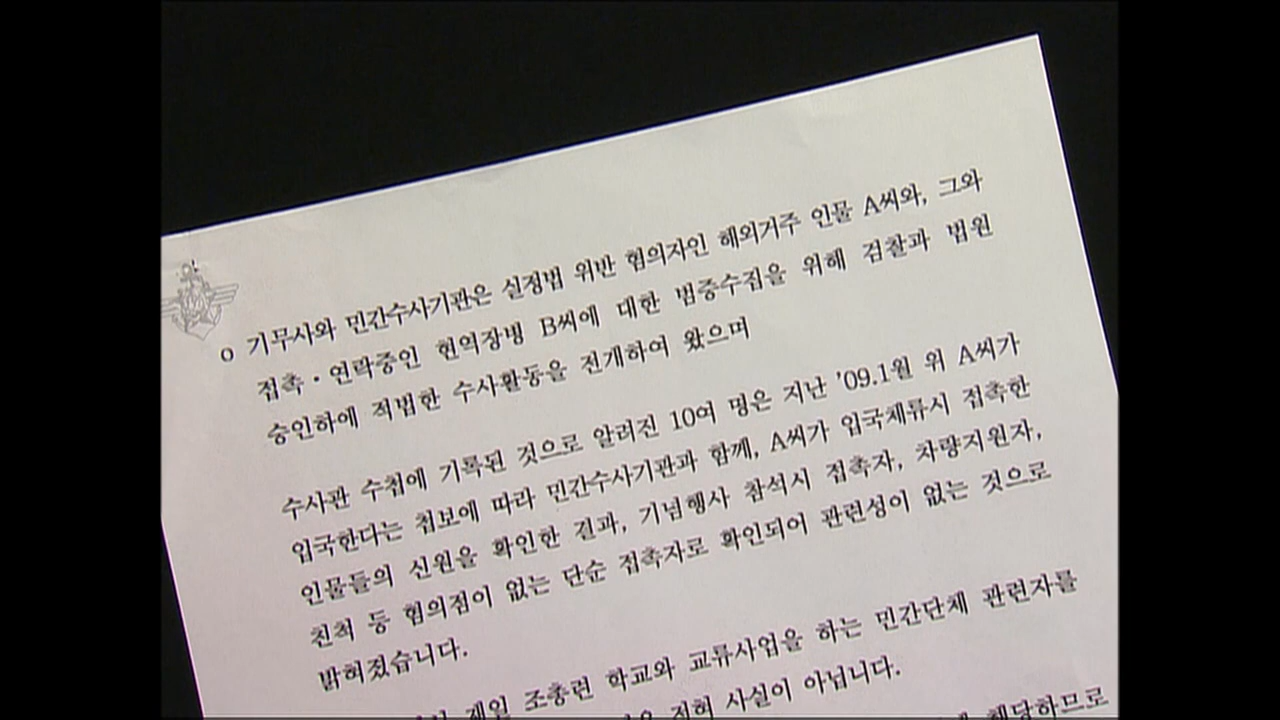 o 기무사와 민간수사기관은 실정법 위반 혐의자인 해외거주 인물 A씨와, 그와
접촉·연락중인 현역장병 B씨에 대한 범증수집을 위해 검찰과 법원
승인하에 적법한 수사활동을 전개하여 왔으며
수사관 수첩에 기록된 것으로 알려진 10여 명은 지난 '09.1월 위 A씨가
입국한다는 첩보에 따라 민간수사기관과 함께, A씨가 입국체류시 접촉한
인물들의 신원을 확인한 결과, 기념행사 참석시 접촉자, 차량지원자,
친척 등 혐의점이 없는 단순 접촉자로 확인되어 관련성이 없는 것으로
밝혀졌습니다.
재일 조총련 학교와 교류사업을 하는 민간단체 관련자를
전혀 사실이 아닙니다.
해당하므로